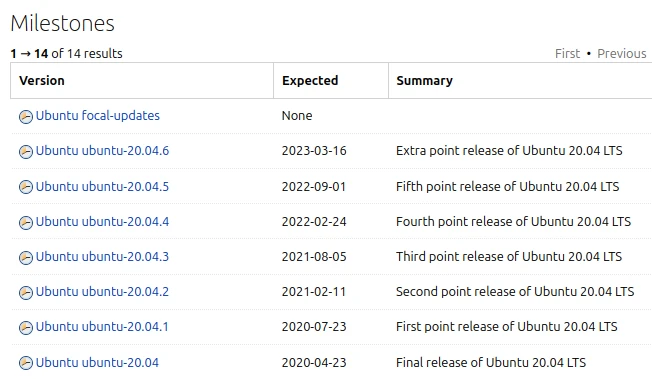 Milestones
1 → 14 of 14 results First • Previous
Version Expected Summary
Ubuntu focal-updates None
Ubuntu ubuntu-20.04.6 2023-03-16 Extra point release of Ubuntu 20.04 LTS
Ubuntu ubuntu-20.04.5 2022-09-01 Fifth point release of Ubuntu 20.04 LTS
Ubuntu ubuntu-20.04.4 2022-02-24 Fourth point release of Ubuntu 20.04 LTS
Ubuntu ubuntu-20.04.3 2021-08-05 Third point release of Ubuntu 20.04 LTS
Ubuntu ubuntu-20.04.2 2021-02-11 Second point release of Ubuntu 20.04 LTS
Ubuntu ubuntu-20.04.1 2020-07-23 First point release of Ubuntu 20.04 LTS
Ubuntu ubuntu-20.04 2020-04-23 Final release of Ubuntu 20.04 LTS